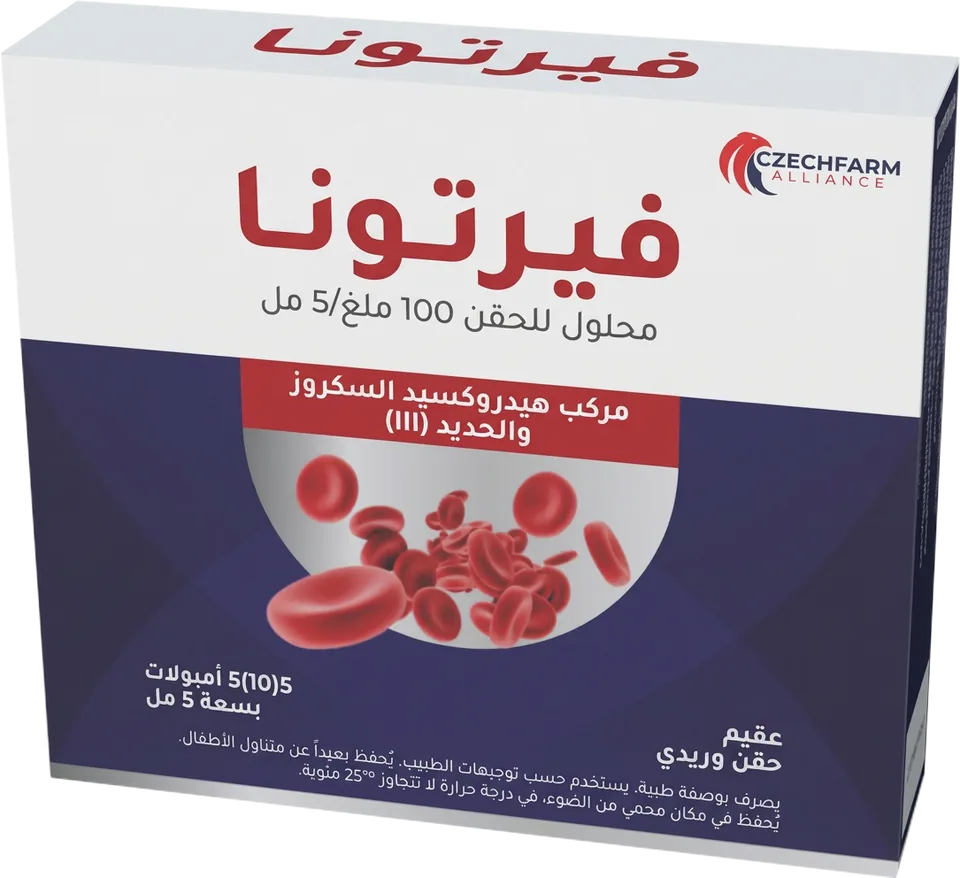 فيرتونا
CZECHFARM
ALLIANCE
فيرتونا
محلول للحقن 100 ملغ/5 مل
مركب هيدروكسيد السكروز
والحديد (III)
5(10)5 أمبولات
بسعة 5 مل
عقيم
حقن وريدي
يصرف بوصفة طبية. يستخدم حسب توجيهات الطبيب. يُحفظ بعيداً عن متناول الأطفال.
يُحفظ في مكان محمي من الضوء، في درجة حرارة لا تتجاوز 25°° مئوية.